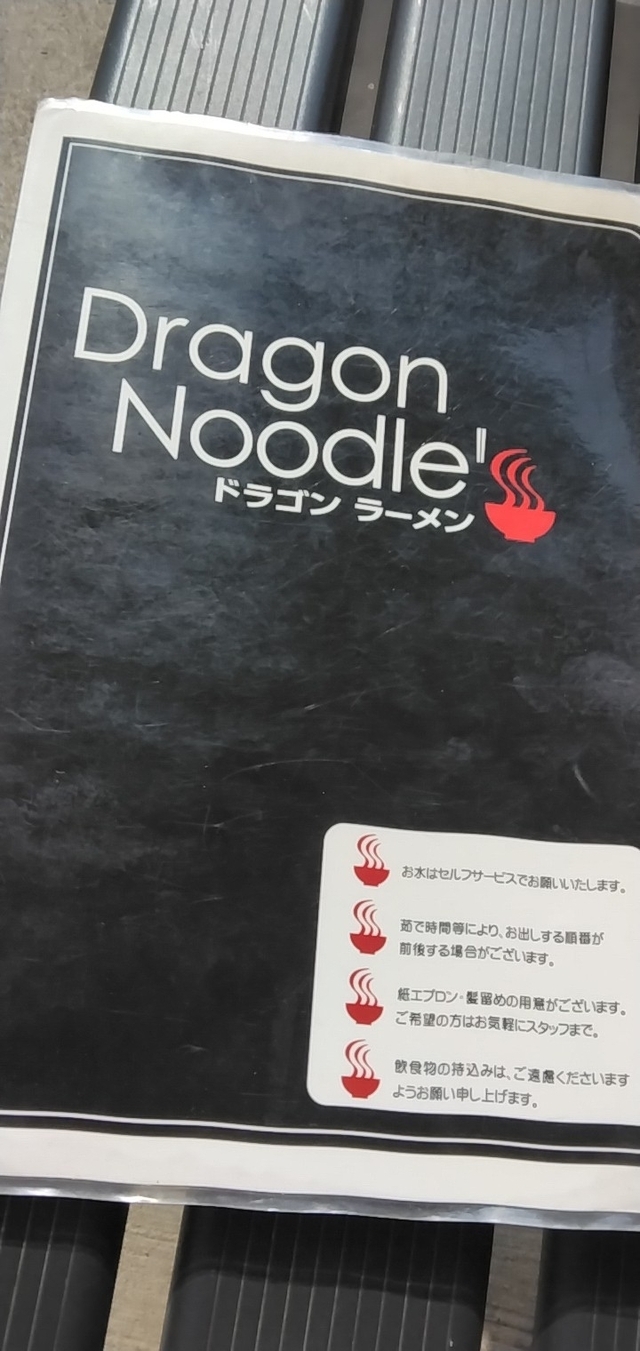 Dragon
Noodle's
ドラゴン ラーメン
お水はセルフサービスでお願いいたします。
茹で時間等により、お出しする順番が
前後する場合がございます。
紙エプロン・髪留めの用意がございます。
ご希望の方はお気軽にスタッフまで。
飲食物の持込みは、ご遠慮くださいます
ようお願い申し上げます。